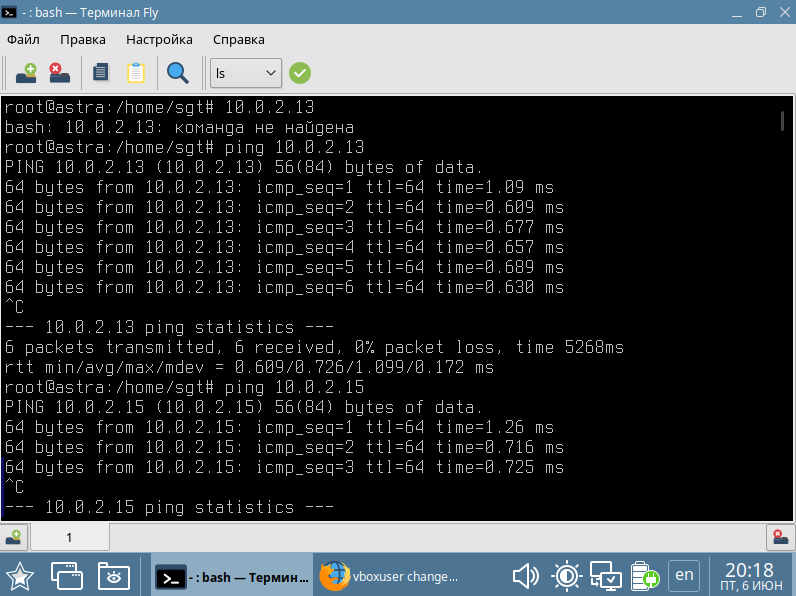 - : bash — Терминал Fly
Файл Правка Настройка Справка
ls
root@astra:/home/sgt# 10.0.2.13
bash: 10.0.2.13: команда не найдена
root@astra:/home/sgt# ping 10.0.2.13
PING 10.0.2.13 (10.0.2.13) 56(84) bytes of data.
64 bytes from 10.0.2.13: icmp_seq=1 ttl=64 time=1.09 ms
64 bytes from 10.0.2.13: icmp_seq=2 ttl=64 time=0.609 ms
64 bytes from 10.0.2.13: icmp_seq=3 ttl=64 time=0.677 ms
64 bytes from 10.0.2.13: icmp_seq=4 ttl=64 time=0.657 ms
64 bytes from 10.0.2.13: icmp_seq=5 ttl=64 time=0.689 ms
64 bytes from 10.0.2.13: icmp_seq=6 ttl=64 time=0.630 ms
^C
--- 10.0.2.13 ping statistics ---
6 packets transmitted, 6 received, 0% packet loss, time 5268ms
rtt min/avg/max/mdev = 0.609/0.726/1.099/0.172 ms
root@astra:/home/sgt# ping 10.0.2.15
PING 10.0.2.15 (10.0.2.15) 56(84) bytes of data.
64 bytes from 10.0.2.15: icmp_seq=1 ttl=64 time=1.26 ms
64 bytes from 10.0.2.15: icmp_seq=2 ttl=64 time=0.716 ms
64 bytes from 10.0.2.15: icmp_seq=3 ttl=64 time=0.725 ms
^C
--- 10.0.2.15 ping statistics ---
1
- : bash — Термин...
vboxuser change...
en
20:18
ПТ, 6 ИЮН